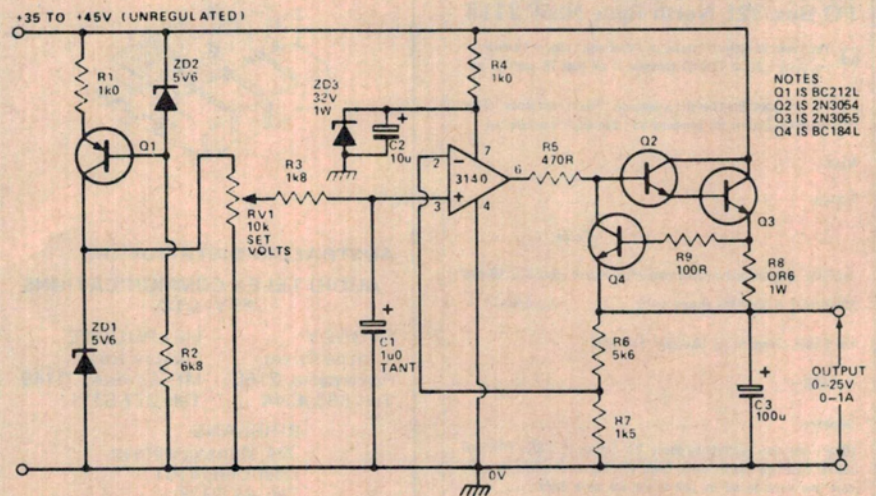 +35 TO +45V (UNREGULATED)
R1
1k0
ZD2
5V6
Q1
ZD1
5V6
R2
6k8
RV1
10k
SET
VOLTS
R3
1k8
ZD3
33V
1W
C2
10u
+
R4
1k0
7
2
−
3140
+
3
4
6
R5
470R
Q2
Q3
Q4
R9
100R
R8
0R6
1W
NOTES
Q1 IS BC212L
Q2 IS 2N3054
Q3 IS 2N3055
Q4 IS BC184L
+
C1
1u0
TANT
R6
5k6
R7
1k5
+
C3
100u
OUTPUT
0–25V
0–1A
0V